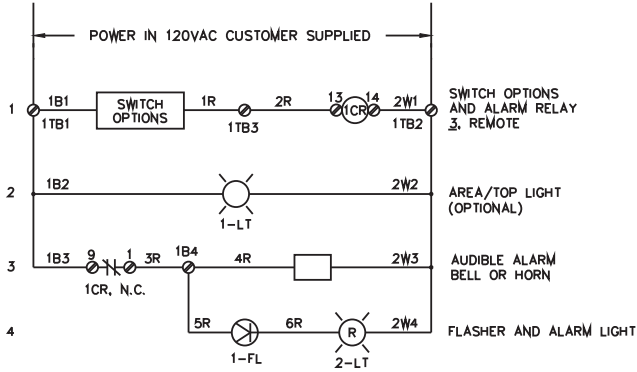 POWER IN 120VAC CUSTOMER SUPPLIED
1 1B1 SWITCH OPTIONS 1R 2R 13 1CR 14 2W1
1TB1 1TB3 1TB2
SWITCH OPTIONS
AND ALARM RELAY
3. REMOTE
2 1B2 2W2
1-LT
AREA/TOP LIGHT
(OPTIONAL)
3 1B3 9 1 3R 1B4 4R 2W3
1CR, N.C.
AUDIBLE ALARM
BELL OR HORN
4 5R 6R R 2W4
1-FL 2-LT
FLASHER AND ALARM LIGHT